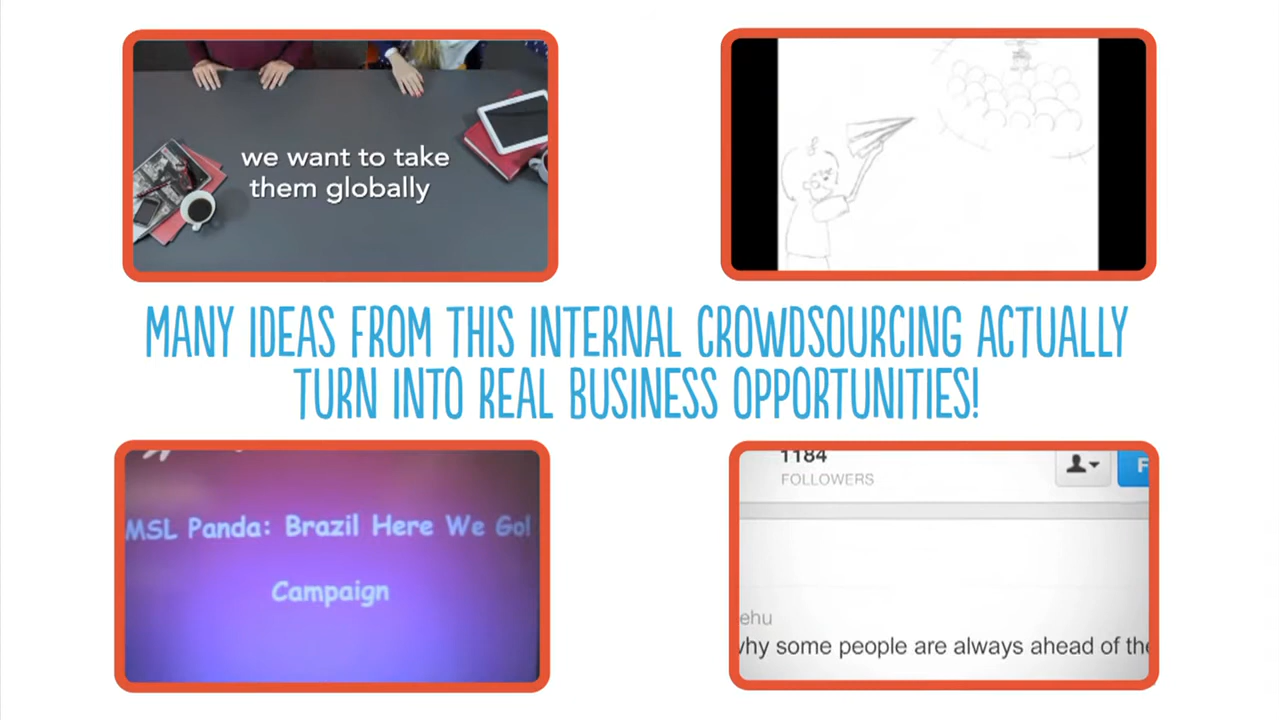 we want to take
them globally
MANY IDEAS FROM THIS INTERNAL CROWDSOURCING ACTUALLY
TURN INTO REAL BUSINESS OPPORTUNITIES!
MSL Panda: Brazil Here We Go!
Campaign
1184
FOLLOWERS
ehu
why some people are always ahead of the